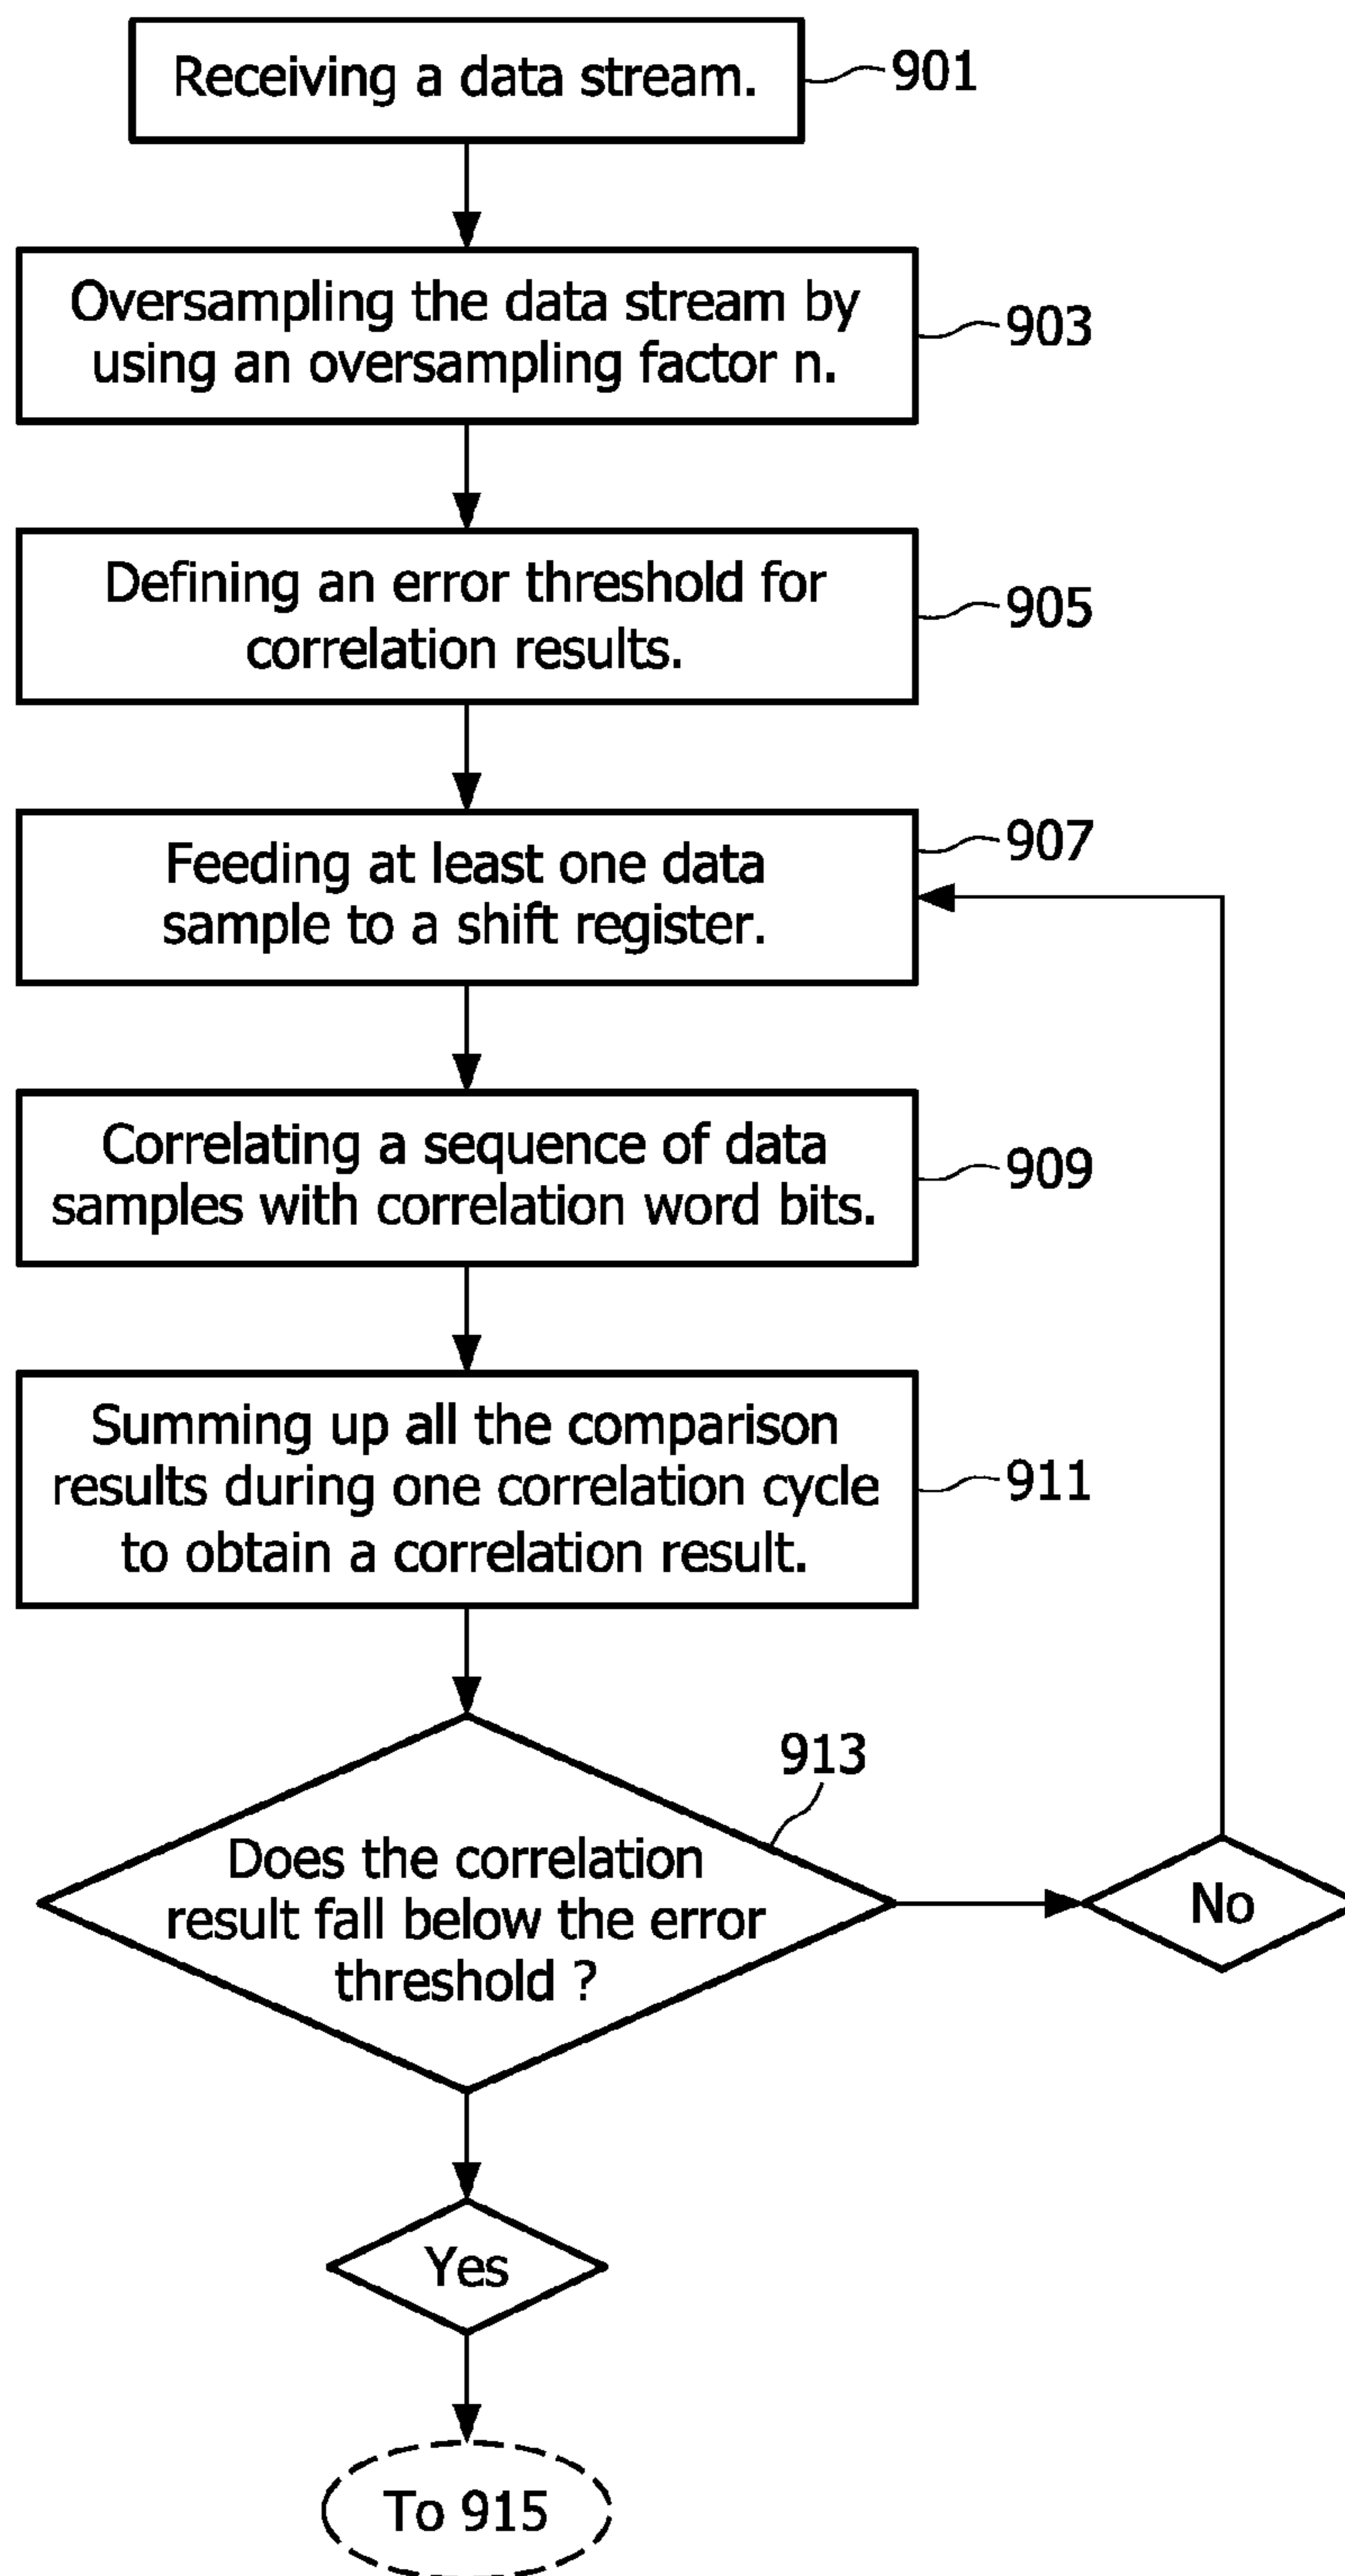 Receiving a data stream.
901
Oversampling the data stream by
using an oversampling factor n.
903
Defining an error threshold for
correlation results.
905
Feeding at least one data
sample to a shift register.
907
Correlating a sequence of data
samples with correlation word bits.
909
Summing up all the comparison
results during one correlation cycle
to obtain a correlation result.
911
913
Does the correlation
result fall below the error
threshold ?
No
Yes
To 915